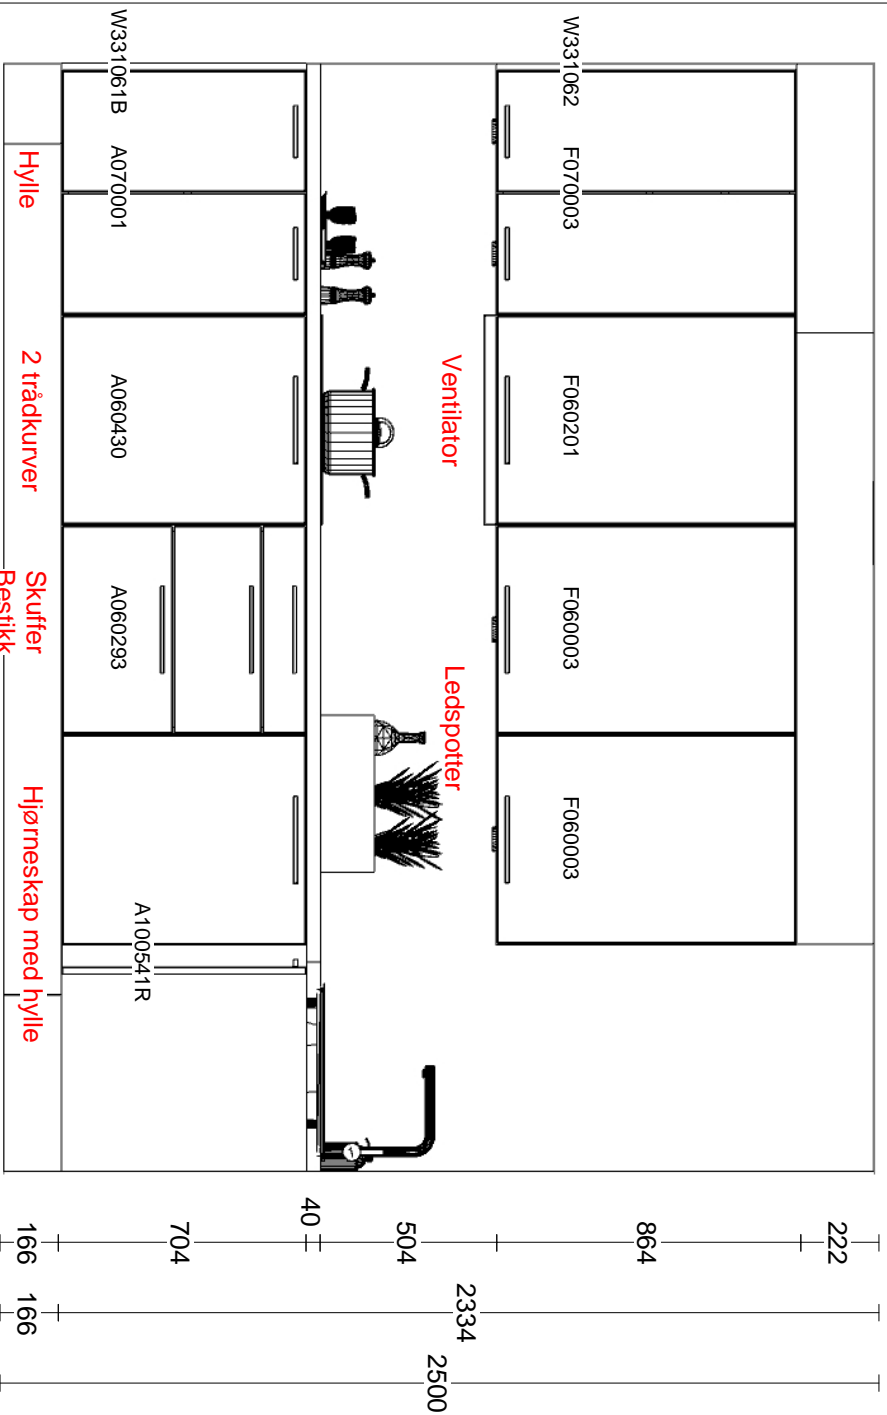 W331062
F070003
F060201
F060003
F060003
Ventilator
Ledspotter
W331061B
A070001
A060430
A060293
A100541R
Hylle
2 trådkurver
Skuffer
Bestikk
Hjørneskap med hylle
222
864
504
40
704
166
2334
166
2500